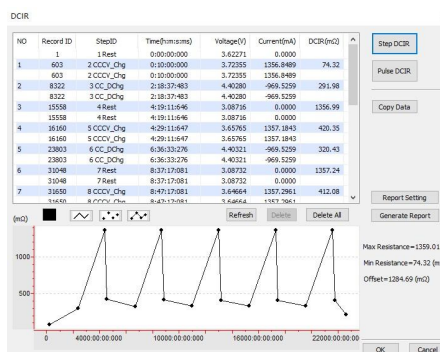 DCIR
NO Record ID StepID Time(h:m:s:ms) Voltage(V) Current(mA) DCIR(mΩ)
1 1 Rest 0:00:00:000 3.62271 0.0000
1 603 2 CCCV_Chg 0:10:00:000 3.72355 1356.8489 74.32
603 2 CCCV_Chg 0:10:00:000 3.72355 1356.8489
2 8322 3 CC_DChg 2:18:37:483 4.40280 -969.5259 291.98
8322 3 CC_DChg 2:18:37:483 4.40280 -969.5259
3 15558 4 Rest 4:19:11:646 3.08716 0.0000 1356.99
15558 4 Rest 4:19:11:646 3.08716 0.0000
4 16160 5 CCCV_Chg 4:29:11:647 3.65765 1357.1843 420.35
16160 5 CCCV_Chg 4:29:11:647 3.65765 1357.1843
5 23803 6 CC_DChg 6:36:33:276 4.40321 -969.5259 320.43
23803 6 CC_DChg 6:36:33:276 4.40321 -969.5259
6 31048 7 Rest 8:37:17:081 3.08732 0.0000 1357.24
31048 7 Rest 8:37:17:081 3.08732 0.0000
7 31650 8 CCCV_Chg 8:47:17:081 3.64664 1357.2961 412.08
31650 8 CCCV_Chg 8:47:17:081 3.64664 1357.2961
Step DCIR
Pulse DCIR
Copy Data
Report Setting
Generate Report
(mΩ)
Refresh Delete Delete All
Max Resistance=1359.01
Min Resistance=74.32 (m
Offset=1284.69 (mΩ)
1000
500
0 4000:00:00:000 10000:00:00:000 16000:00:00:000 22000:00:00:00
OK Cancel